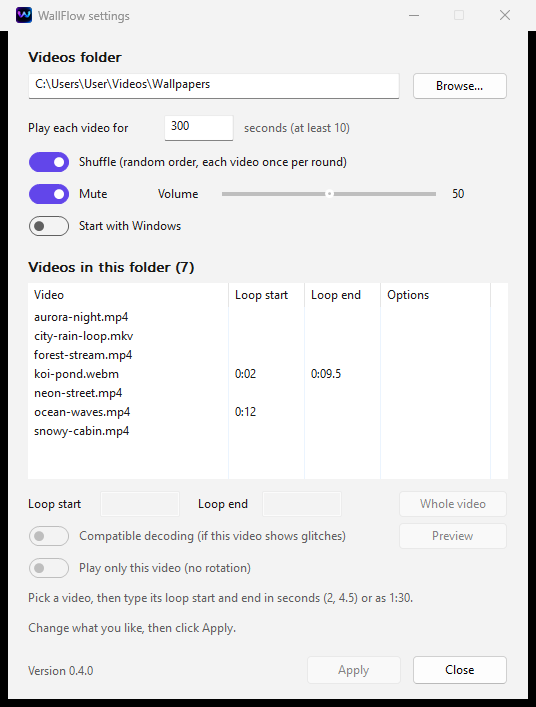 WallFlow settings
Videos folder
C:\Users\User\Videos\Wallpapers Browse...
Play each video for 300 seconds (at least 10)
Shuffle (random order, each video once per round)
Mute Volume 50
Start with Windows
Videos in this folder (7)
Video Loop start Loop end Options
aurora-night.mp4
city-rain-loop.mkv
forest-stream.mp4
koi-pond.webm 0:02 0:09.5
neon-street.mp4
ocean-waves.mp4 0:12
snowy-cabin.mp4
Loop start Loop end Whole video
Compatible decoding (if this video shows glitches) Preview
Play only this video (no rotation)
Pick a video, then type its loop start and end in seconds (2, 4.5) or as 1:30.
Change what you like, then click Apply.
Version 0.4.0 Apply Close